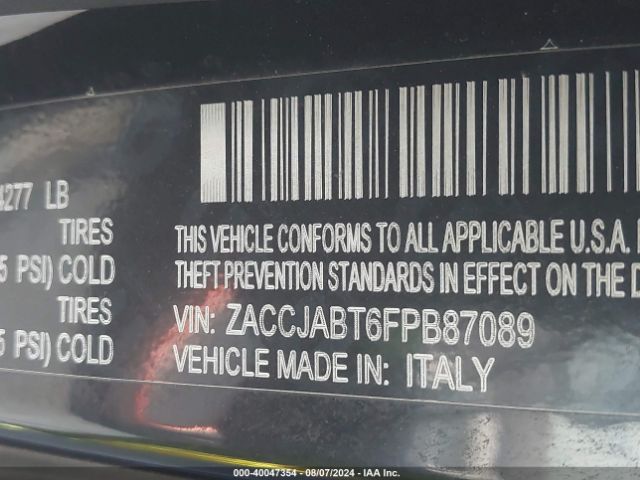 4277 LB
TIRES
5 PSI) COLD
TIRES
5 PSI) COLD
THIS VEHICLE CONFORMS TO ALL APPLICABLE U.S.A.
THEFT PREVENTION STANDARDS IN EFFECT ON THE D
VIN: ZACCJABT6FPB87089
VEHICLE MADE IN: ITALY
000-40047354 - 08/07/2024 - IAA Inc.